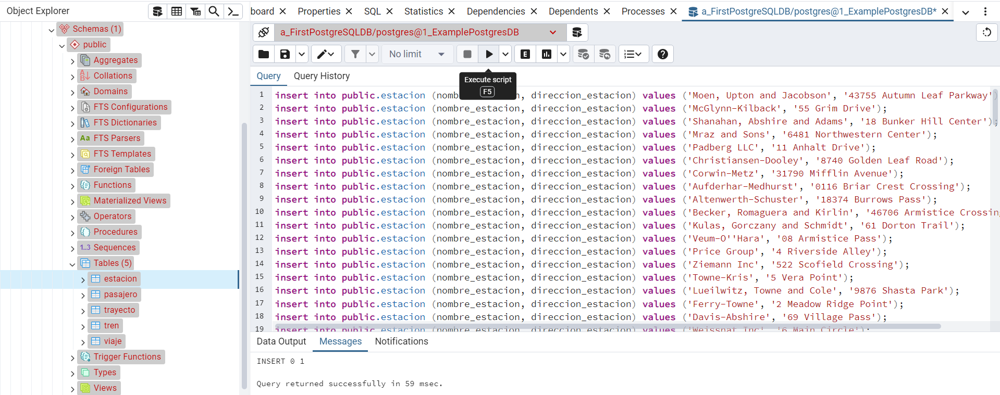 Object Explorer
Schemas (1)
public
Aggregates
Collations
Domains
FTS Configurations
FTS Dictionaries
Aa FTS Parsers
FTS Templates
Foreign Tables
Functions
Materialized Views
Operators
Procedures
1..3 Sequences
Tables (5)
estacion
pasajero
trayecto
tren
viaje
Trigger Functions
Types
Views
board Properties SQL Statistics Dependencies Dependents Processes a_FirstPostgreSQLDB/postgres@1_ExamplePostgresDB*
a_FirstPostgreSQLDB/postgres@1_ExamplePostgresDB
No limit E
Query Query History
Execute script
F5
1 insert into public.estacion (nomb n, direccion_estacion) values ('Moen, Upton and Jacobson', '43755 Autumn Leaf Parkway')
2 insert into public.estacion (nombre_estacion, direccion_estacion) values ('McGlynn-Kilback', '55 Grim Drive');
3 insert into public.estacion (nombre_estacion, direccion_estacion) values ('Shanahan, Abshire and Adams', '18 Bunker Hill Center');
4 insert into public.estacion (nombre_estacion, direccion_estacion) values ('Mraz and Sons', '6481 Northwestern Center');
5 insert into public.estacion (nombre_estacion, direccion_estacion) values ('Padberg LLC', '11 Anhalt Drive');
6 insert into public.estacion (nombre_estacion, direccion_estacion) values ('Christiansen-Dooley', '8740 Golden Leaf Road');
7 insert into public.estacion (nombre_estacion, direccion_estacion) values ('Corwin-Metz', '31790 Mifflin Avenue');
8 insert into public.estacion (nombre_estacion, direccion_estacion) values ('Aufderhar-Medhurst', '0116 Briar Crest Crossing');
9 insert into public.estacion (nombre_estacion, direccion_estacion) values ('Altenwerth-Schuster', '18374 Burrows Pass');
10 insert into public.estacion (nombre_estacion, direccion_estacion) values ('Becker, Romaguera and Kirlin', '46706 Armistice Crossin
11 insert into public.estacion (nombre_estacion, direccion_estacion) values ('Kulas, Gorczany and Schmidt', '61 Dorton Trail');
12 insert into public.estacion (nombre_estacion, direccion_estacion) values ('Veum-O''Hara', '08 Armistice Pass');
13 insert into public.estacion (nombre_estacion, direccion_estacion) values ('Price Group', '4 Riverside Alley');
14 insert into public.estacion (nombre_estacion, direccion_estacion) values ('Ziemann Inc', '522 Scofield Crossing');
15 insert into public.estacion (nombre_estacion, direccion_estacion) values ('Towne-Kris', '5 Vera Point');
16 insert into public.estacion (nombre_estacion, direccion_estacion) values ('Lueilwitz, Towne and Cole', '9876 Shasta Park');
17 insert into public.estacion (nombre_estacion, direccion_estacion) values ('Ferry-Towne', '2 Meadow Ridge Point');
18 insert into public.estacion (nombre_estacion, direccion_estacion) values ('Davis-Abshire', '69 Village Pass');
19 insert into public.estacion (nombre_estacion, direccion_estacion) values ('Weissnat Inc', '6 Main Circle');
Data Output Messages Notifications
INSERT 0 1
Query returned successfully in 59 msec.